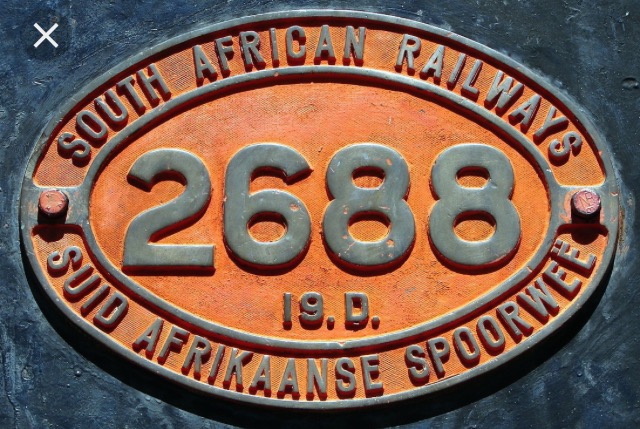 SOUTH AFRICAN RAILWAYS
2688
19.D.
SUID AFRIKAANSE SPOORWEË